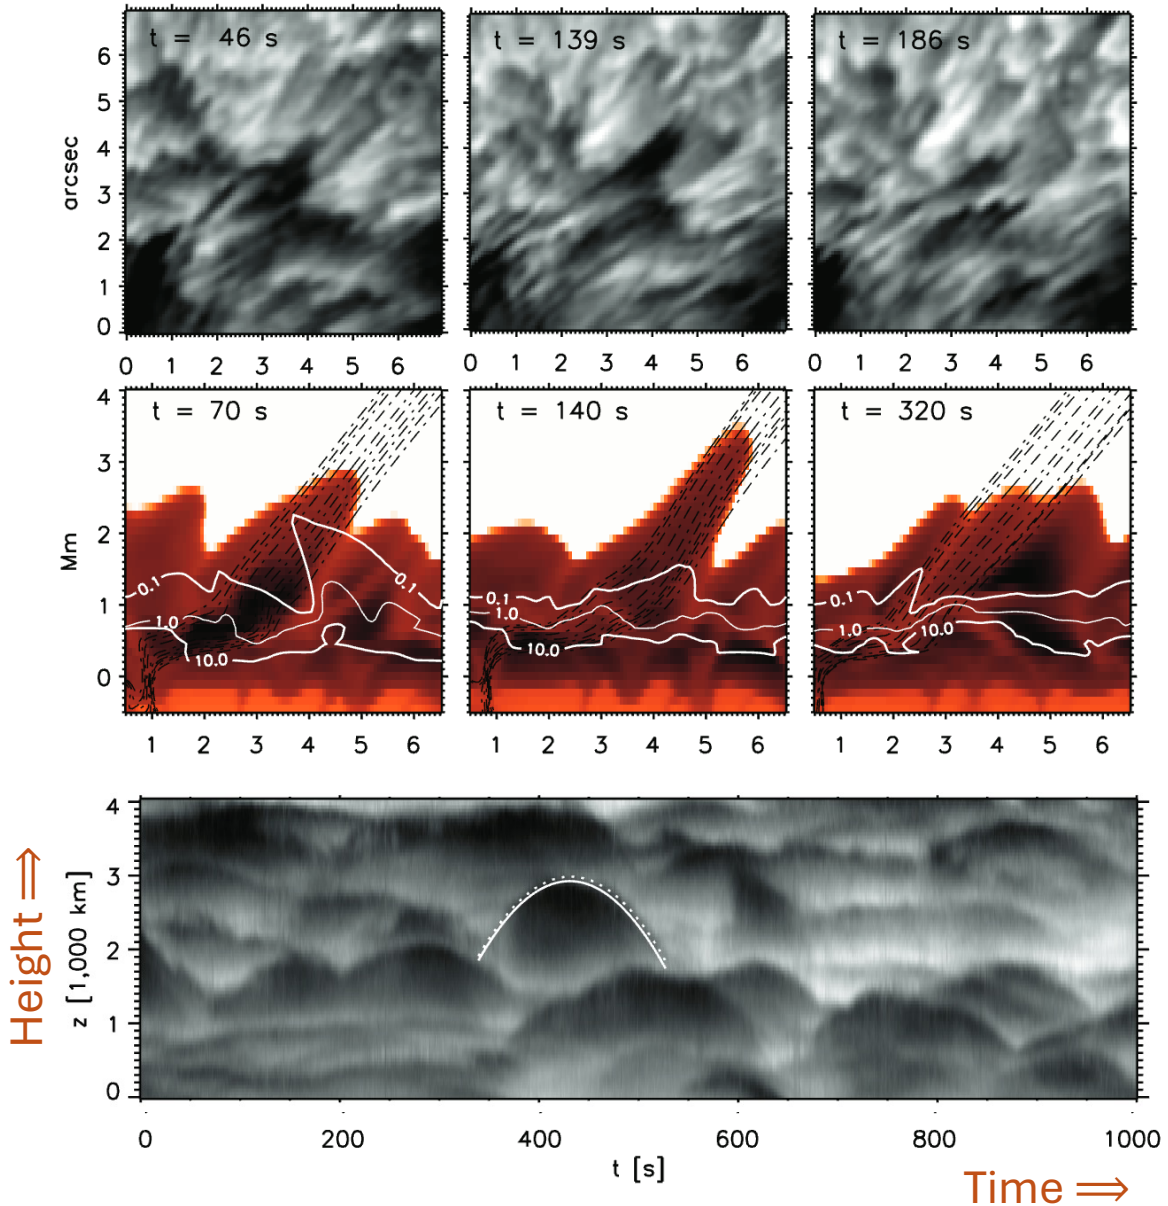 t = 46 s
t = 139 s
t = 186 s
arcsec
6
5
4
3
2
1
0
0 1 2 3 4 5 6
0 1 2 3 4 5 6
0 1 2 3 4 5 6
t = 70 s
t = 140 s
t = 320 s
Mm
4
3
2
1
0
0.1
0.1
1.0
10.0
0.1
1.0
10.0
0.1
1.0
10.0
1 2 3 4 5 6
1 2 3 4 5 6
1 2 3 4 5 6
Height ⇒
z [1,000 km]
4
3
2
1
0
0 200 400 600 800 1000
t [s]
Time ⇒